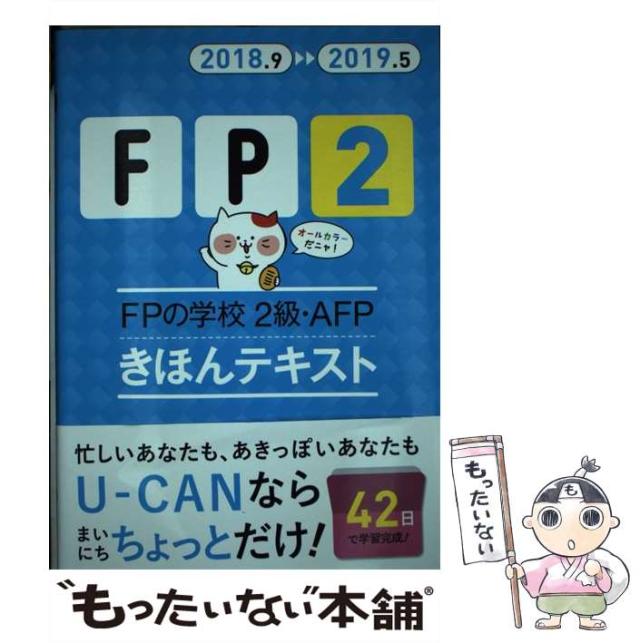 2018.9 ▸▸ 2019.5
F P 2
オールカラー
だニャ!
FPの学校 2級・AFP
きほんテキスト
忙しいあなたも、あきっぽいあなたも
U-CANなら
まいにちちょっとだけ!
42日
で学習完成!
"もったいない"本舗®
もったいない
も